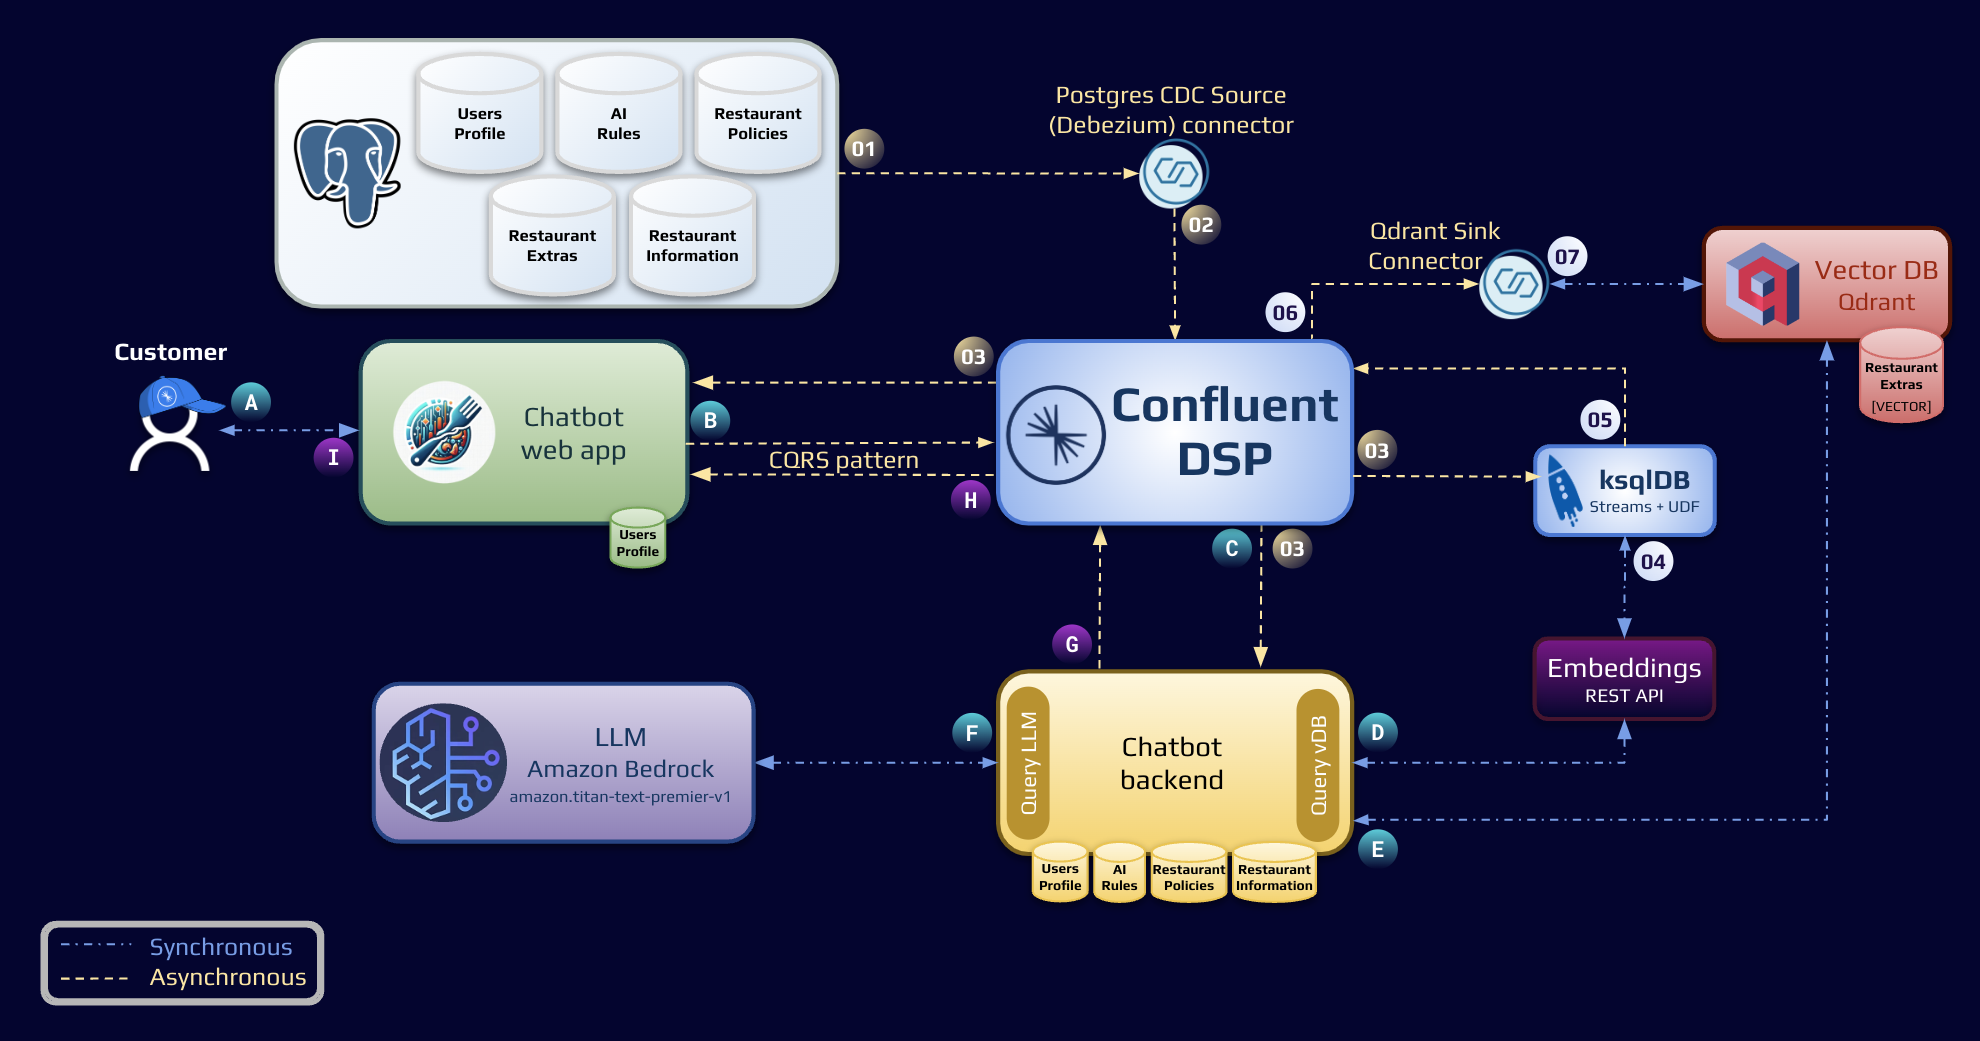 Users
Profile
AI
Rules
Restaurant
Policies
Restaurant
Extras
Restaurant
Information
01
Postgres CDC Source
(Debezium) connector
02
Qdrant Sink
Connector
07
06
Vector DB
Qdrant
Restaurant
Extras
[VECTOR]
Customer
A
I
Chatbot
web app
Users
Profile
03
B
CQRS pattern
H
Confluent
DSP
03
05
ksqlDB
Streams + UDF
04
C
03
G
Embeddings
REST API
LLM
Amazon Bedrock
amazon.titan-text-premier-v1
F
Query LLM
Chatbot
backend
Query vDB
D
E
Users
Profile
AI
Rules
Restaurant
Policies
Restaurant
Information
Synchronous
Asynchronous